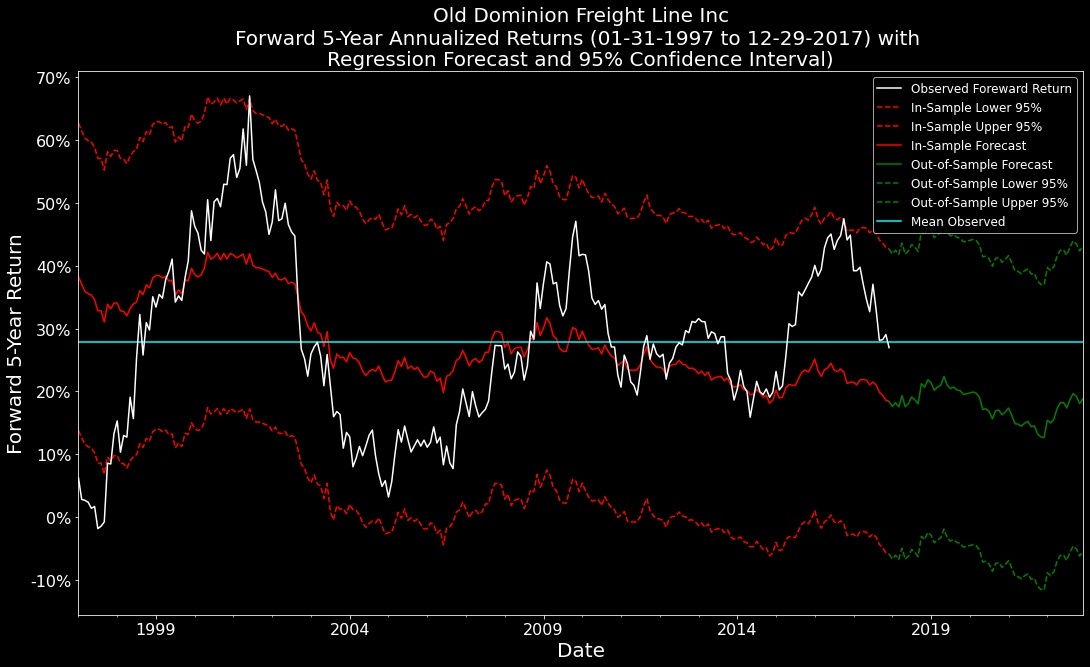 Old Dominion Freight Line Inc
Forward 5-Year Annualized Returns (01-31-1997 to 12-29-2017) with
Regression Forecast and 95% Confidence Interval)
Forward 5-Year Return
70%
60%
50%
40%
30%
20%
10%
0%
-10%
Observed Foreward Return
In-Sample Lower 95%
In-Sample Upper 95%
In-Sample Forecast
Out-of-Sample Forecast
Out-of-Sample Lower 95%
Out-of-Sample Upper 95%
Mean Observed
1999
2004
2009
2014
2019
Date